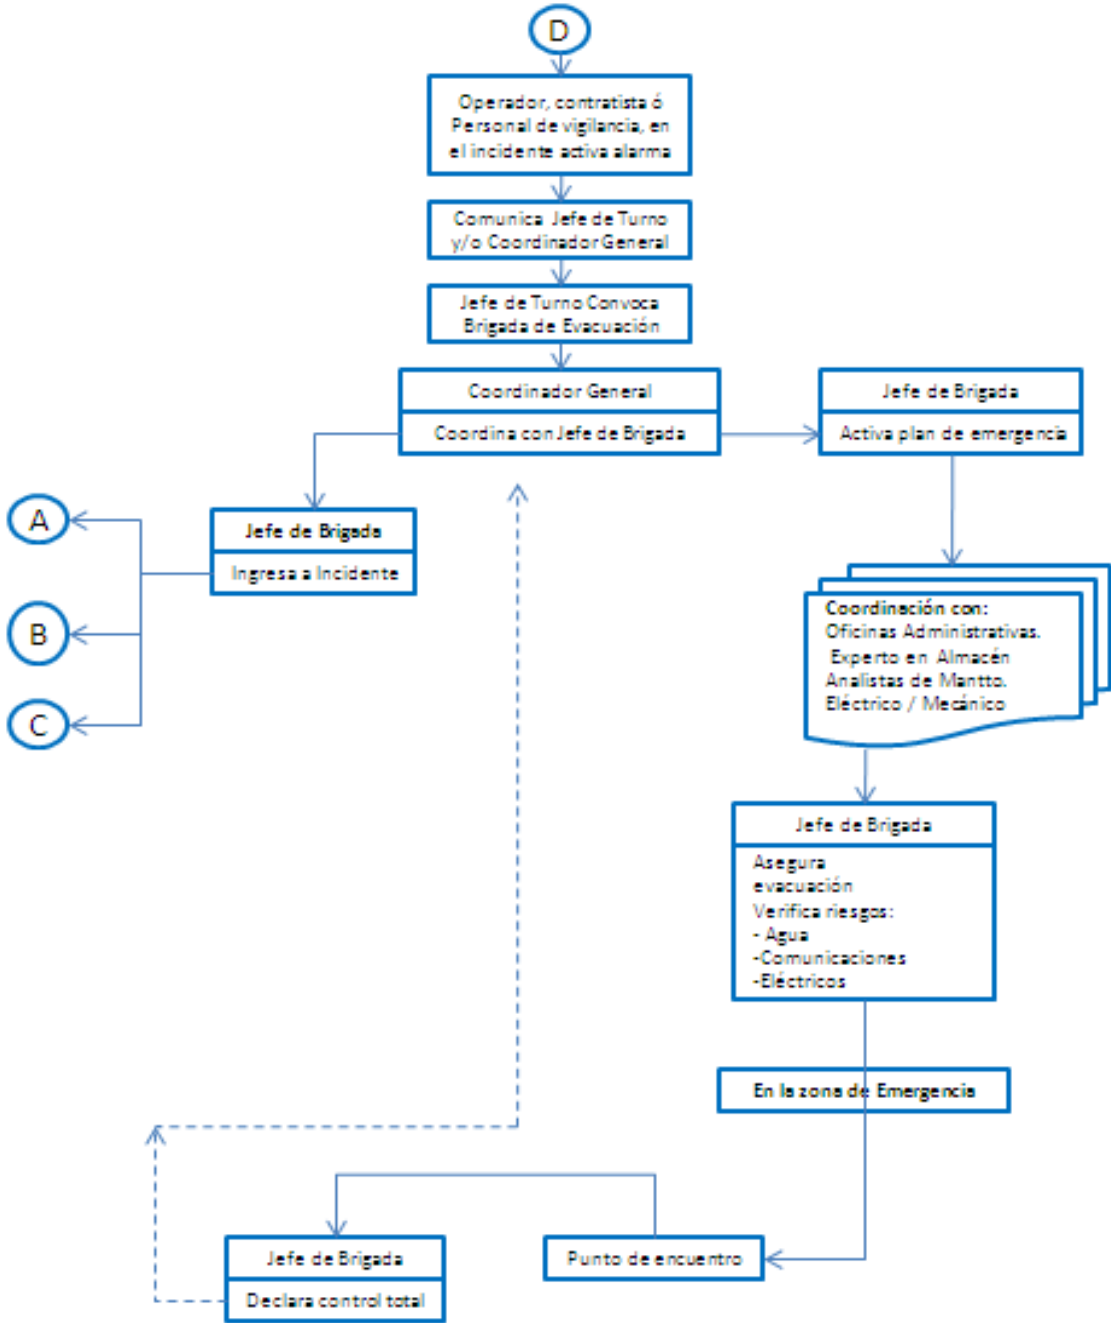 D
Operador, contratista ó
Personal de vigilancia, en
el incidente activa alarma
Comunica Jefe de Turno
y/o Coordinador General
Jefe de Turno Convoca
Brigada de Evacuación
Coordinador General
Coordina con Jefe de Brigada
Jefe de Brigada
Activa plan de emergencia
A
B
C
Jefe de Brigada
Ingresa a Incidente
Coordinación con:
Oficinas Administrativas.
Experto en Almacén
Analistas de Mantto.
Eléctrico / Mecánico
Jefe de Brigada
Asegura
evacuación
Verifica riesgos:
- Agua
-Comunicaciones
-Eléctricos
En la zona de Emergencia
Punto de encuentro
Jefe de Brigada
Declara control total